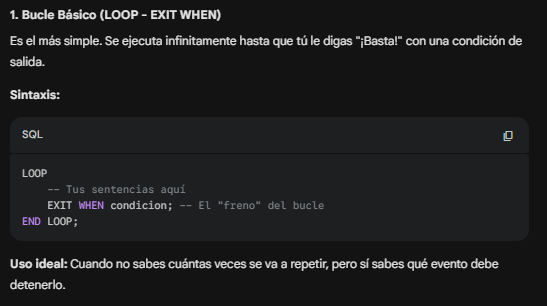 1. Bucle Básico (LOOP - EXIT WHEN)
Es el más simple. Se ejecuta infinitamente hasta que tú le digas "¡Basta!" con una condición de
salida.
Sintaxis:
SQL
LOOP
    -- Tus sentencias aquí
    EXIT WHEN condicion; -- El "freno" del bucle
END LOOP;
Uso ideal: Cuando no sabes cuántas veces se va a repetir, pero sí sabes qué evento debe
detenerlo.